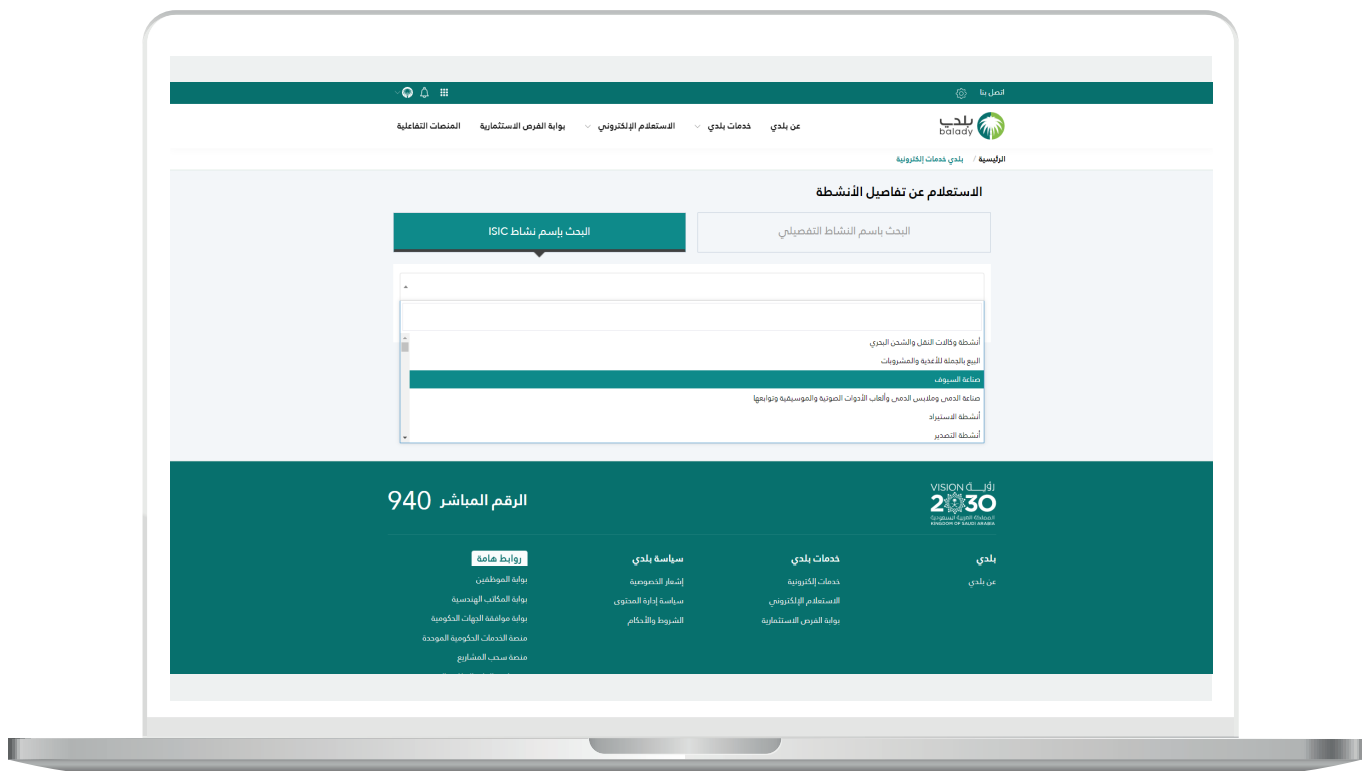 اتصل بنا
بلدي
balady
عن بلدي
خدمات بلدي
الاستعلام الإلكتروني
بوابة الفرص الاستثمارية
المنصات التفاعلية
الرئيسية / بلدي خدمات إلكترونية
الاستعلام عن تفاصيل الأنشطة
البحث باسم النشاط التفصيلي
البحث بإسم نشاط ISIC
أنشطة وكالات النقل والشحن البحري
البيع بالجملة للأغذية والمشروبات
صناعة السيوف
صناعة الدمى وملابس الدمى وألعاب الأدوات الصوتية والموسيقية وتوابعها
أنشطة الاستيراد
أنشطة التصدير
VISION رؤيــة
2030
المملكة العربية السعودية
KINGDOM OF SAUDI ARABIA
الرقم المباشر 940
بلدي
عن بلدي
خدمات بلدي
خدمات إلكترونية
الاستعلام الإلكتروني
بوابة الفرص الاستثمارية
سياسة بلدي
إشعار الخصوصية
سياسة إدارة المحتوى
الشروط والأحكام
روابط هامة
بوابة الموظفين
بوابة المكاتب الهندسية
بوابة موافقة الجهات الحكومية
منصة الخدمات الحكومية الموحدة
منصة سحب المشاريع